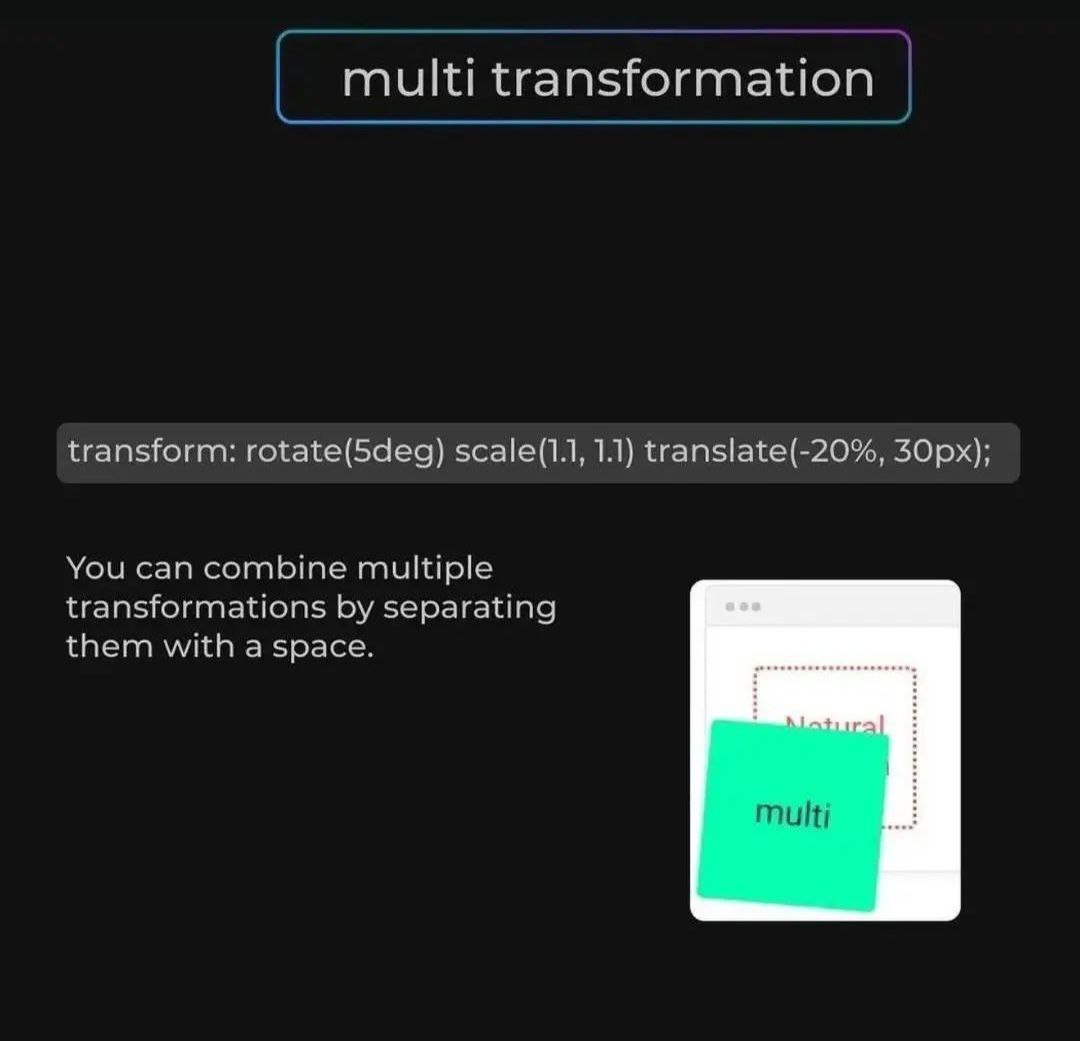 multi transformation
transform: rotate(5deg) scale(1.1, 1.1) translate(-20%, 30px);
You can combine multiple
transformations by separating
them with a space.
Natural
multi